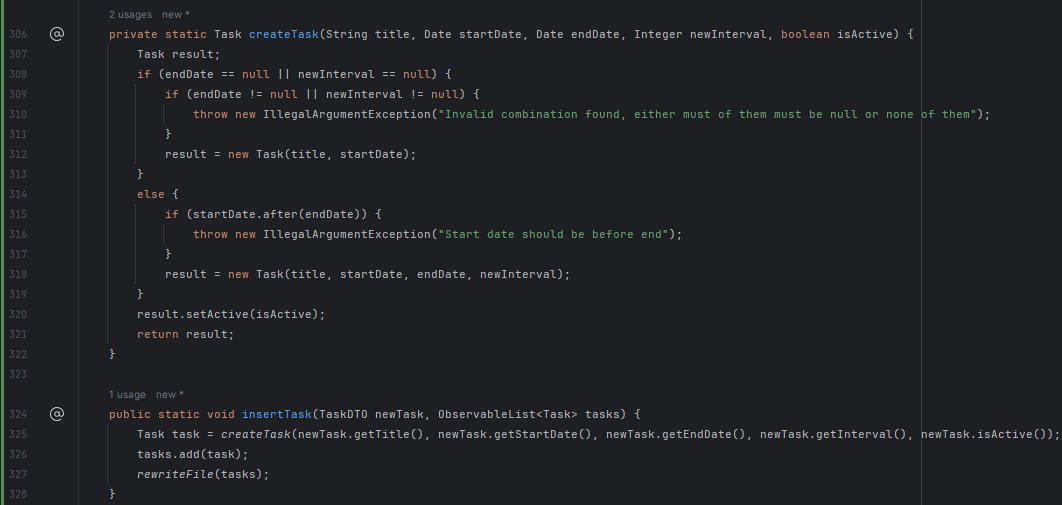 2 usages new *
306 @ private static Task createTask(String title, Date startDate, Date endDate, Integer newInterval, boolean isActive) {
307 Task result;
308 if (endDate == null || newInterval == null) {
309 if (endDate != null || newInterval != null) {
310 throw new IllegalArgumentException("Invalid combination found, either must of them must be null or none of them");
311 }
312 result = new Task(title, startDate);
313 }
314 else {
315 if (startDate.after(endDate)) {
316 throw new IllegalArgumentException("Start date should be before end");
317 }
318 result = new Task(title, startDate, endDate, newInterval);
319 }
320 result.setActive(isActive);
321 return result;
322 }
323
1 usage new *
324 @ public static void insertTask(TaskDTO newTask, ObservableList<Task> tasks) {
325 Task task = createTask(newTask.getTitle(), newTask.getStartDate(), newTask.getEndDate(), newTask.getInterval(), newTask.isActive());
326 tasks.add(task);
327 rewriteFile(tasks);
328 }